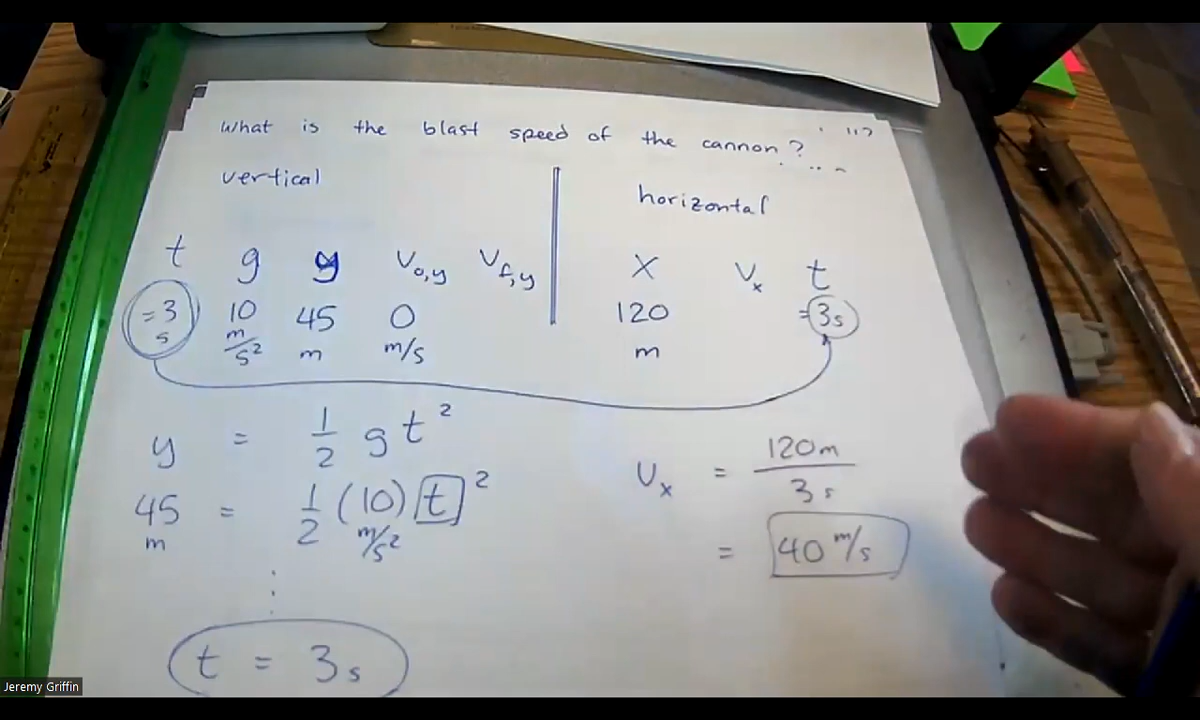 What is the blast speed of the cannon?
vertical
horizontal
t g y V₀,y Vf,y
X Vx t
=3 s 10 m/s² 45 m 0 m/s
120 m =3s
y = 1/2 g t²
45 m = 1/2 (10) m/s² t²
⋮
t = 3s
Vx = 120m / 3s
= 40 m/s
Jeremy Griffin